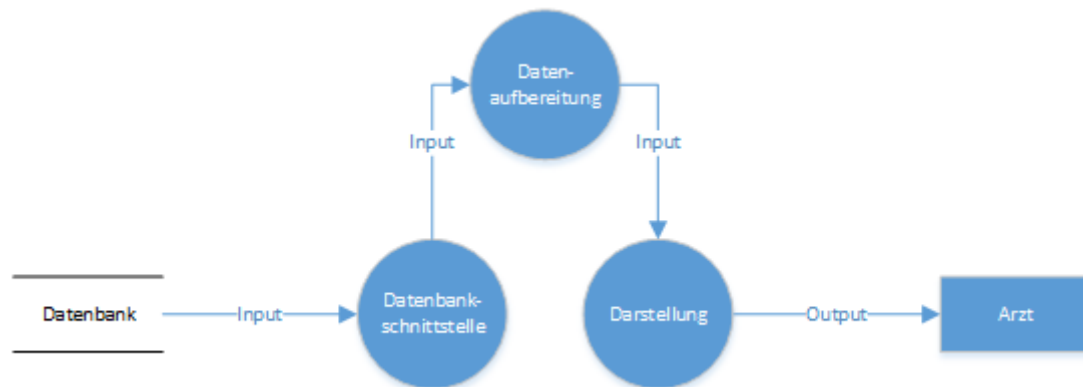 Daten-
aufbereitung
Input
Input
Datenbank
Input
Datenbank-
schnittstelle
Darstellung
Output
Arzt